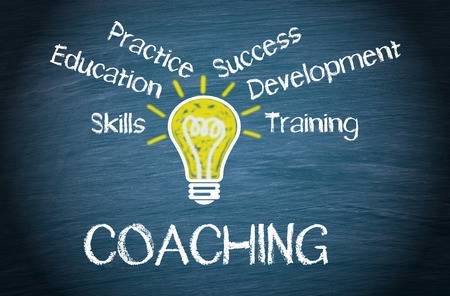 Practice Success
Education Development
Skills Training
COACHING